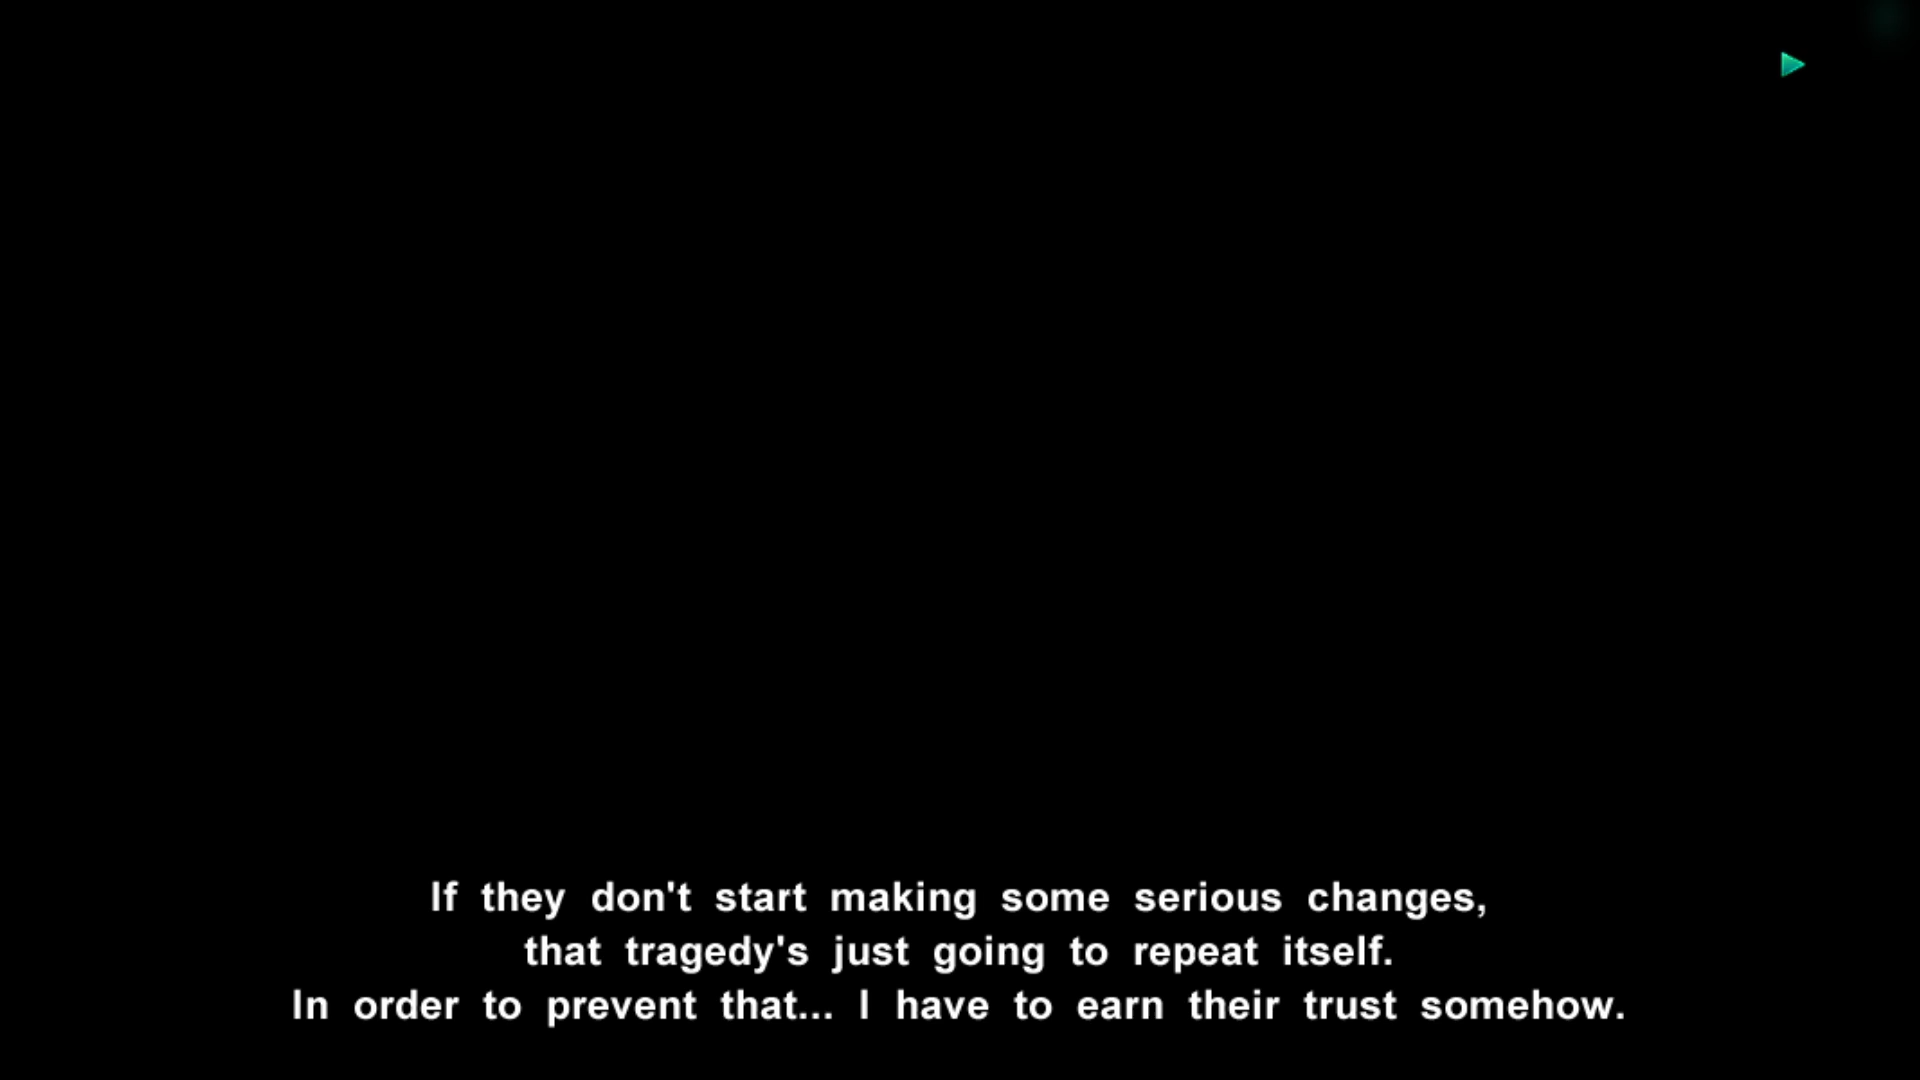 If they don't start making some serious changes,
that tragedy's just going to repeat itself.
In order to prevent that... I have to earn their trust somehow.